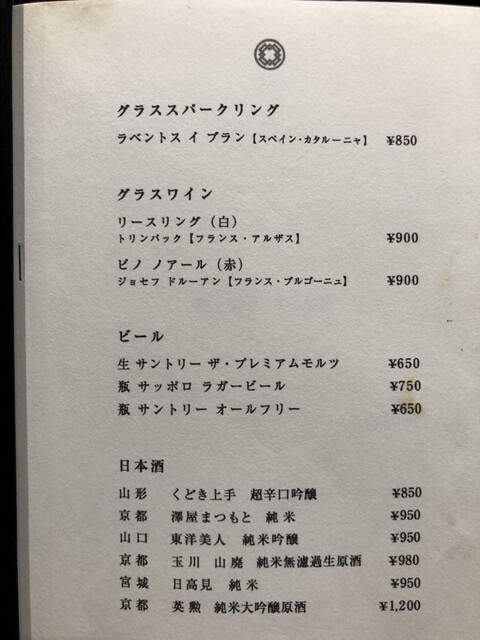 グラススパークリング
ラベントス イ ブラン【スペイン・カタルーニャ】 ¥850
グラスワイン
リースリング（白）
トリンバック【フランス・アルザス】 ¥900
ピノ ノアール（赤）
ジョセフ ドルーアン【フランス・ブルゴーニュ】 ¥900
ビール
生 サントリー ザ・プレミアムモルツ ¥650
瓶 サッポロ ラガービール ¥750
瓶 サントリー オールフリー ¥650
日本酒
山形 くどき上手 超辛口吟醸 ¥850
京都 澤屋まつもと 純米 ¥950
山口 東洋美人 純米吟醸 ¥950
京都 玉川 山廃 純米無濾過生原酒 ¥980
宮城 日高見 純米 ¥950
京都 英勲 純米大吟醸原酒 ¥1,200